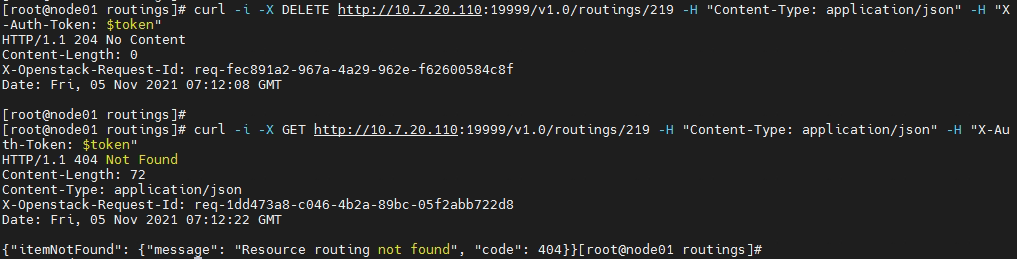 [root@node01 routings]# curl -i -X DELETE http://10.7.20.110:19999/v1.0/routings/219 -H "Content-Type: application/json" -H "X
-Auth-Token: $token"
HTTP/1.1 204 No Content
Content-Length: 0
X-Openstack-Request-Id: req-fec891a2-967a-4a29-962e-f62600584c8f
Date: Fri, 05 Nov 2021 07:12:08 GMT
[root@node01 routings]#
[root@node01 routings]# curl -i -X GET http://10.7.20.110:19999/v1.0/routings/219 -H "Content-Type: application/json" -H "X-Au
th-Token: $token"
HTTP/1.1 404 Not Found
Content-Length: 72
Content-Type: application/json
X-Openstack-Request-Id: req-1dd473a8-c046-4b2a-89bc-05f2abb722d8
Date: Fri, 05 Nov 2021 07:12:22 GMT
{"itemNotFound": {"message": "Resource routing not found", "code": 404}}[root@node01 routings]#